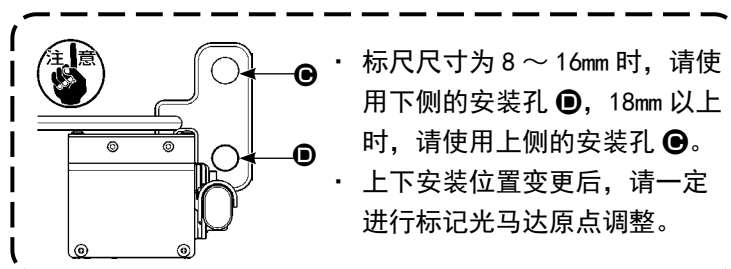 注意
C
D
· 标尺尺寸为 8 ～ 16mm 时，请使
用下侧的安装孔 D，18mm 以上
时，请使用上侧的安装孔 C。
· 上下安装位置变更后，请一定
进行标记光马达原点调整。